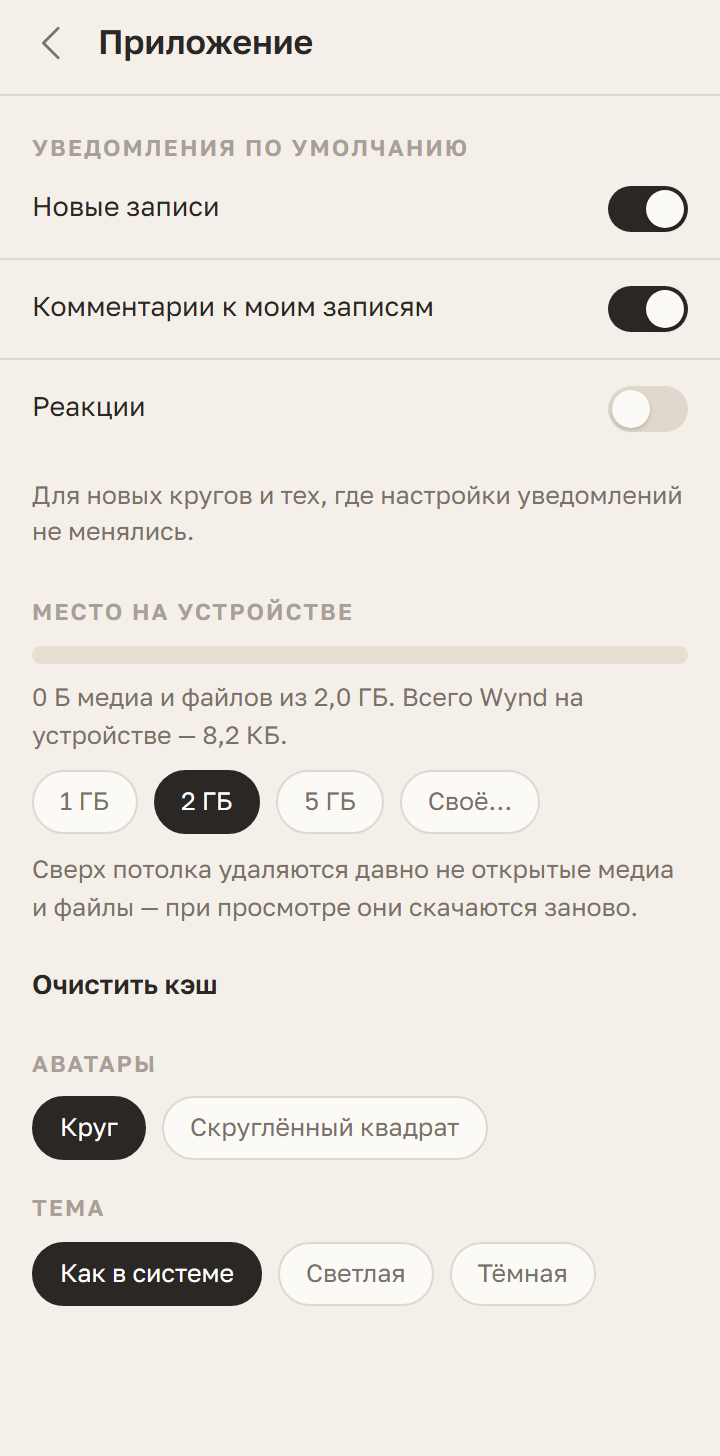 Приложение
УВЕДОМЛЕНИЯ ПО УМОЛЧАНИЮ
Новые записи
Комментарии к моим записям
Реакции
Для новых кругов и тех, где настройки уведомлений
не менялись.
МЕСТО НА УСТРОЙСТВЕ
0 Б медиа и файлов из 2,0 ГБ. Всего Wynd на
устройстве — 8,2 КБ.
1 ГБ 2 ГБ 5 ГБ Своё...
Сверх потолка удаляются давно не открытые медиа
и файлы — при просмотре они скачаются заново.
Очистить кэш
АВАТАРЫ
Круг Скруглённый квадрат
ТЕМА
Как в системе Светлая Тёмная